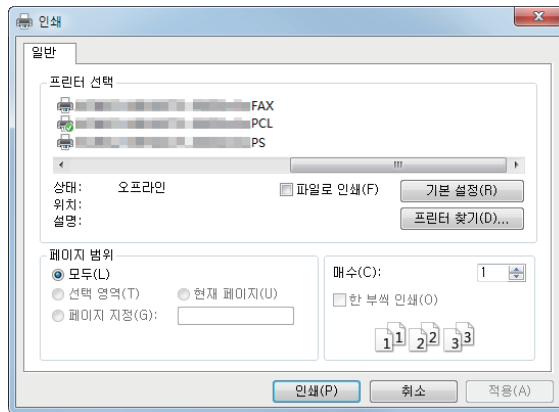 인쇄
일반
프린터 선택
FAX
PCL
PS
상태: 오프라인
위치:
설명:
파일로 인쇄(F)
기본 설정(R)
프린터 찾기(D)...
페이지 범위
모두(L)
선택 영역(T) 현재 페이지(U)
페이지 지정(G):
매수(C): 1
한 부씩 인쇄(O)
1 1 2 2 3 3
인쇄(P) 취소 적용(A)